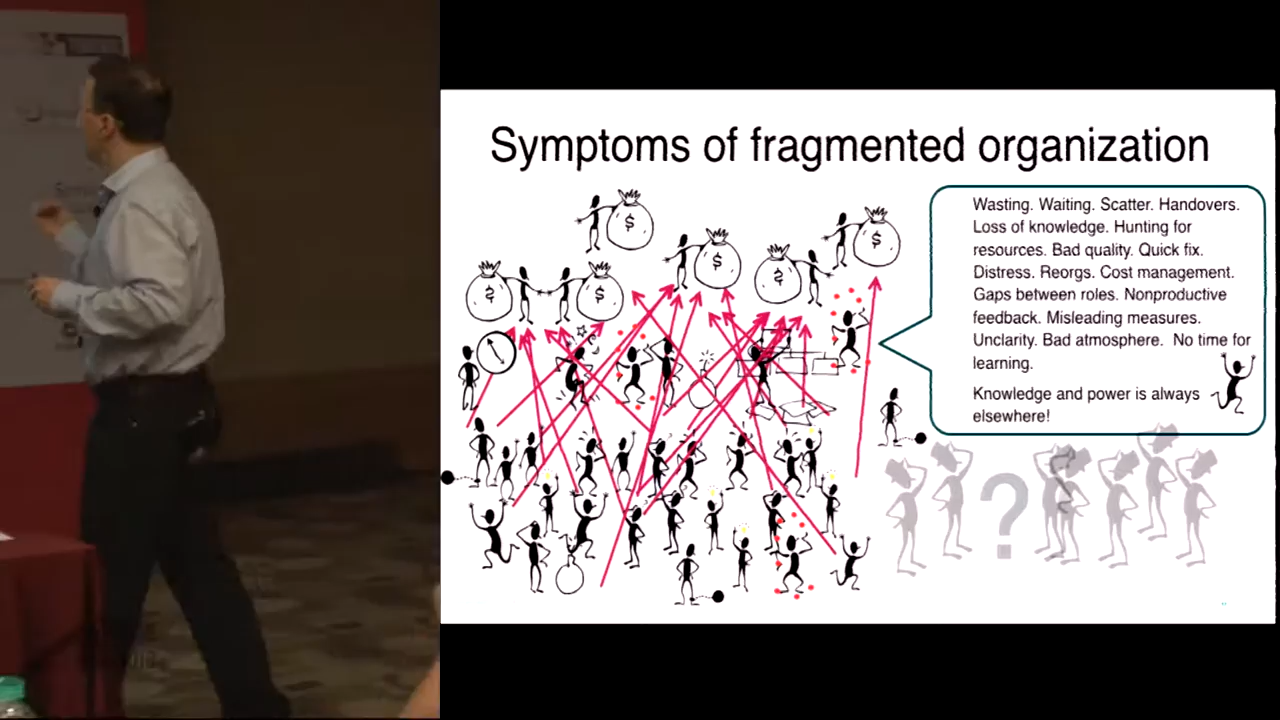 Symptoms of fragmented organization
Wasting. Waiting. Scatter. Handovers.
Loss of knowledge. Hunting for
resources. Bad quality. Quick fix.
Distress. Reorgs. Cost management.
Gaps between roles. Nonproductive
feedback. Misleading measures.
Unclarity. Bad atmosphere. No time for
learning.
Knowledge and power is always
elsewhere!
$
$
$
$
$
$
?